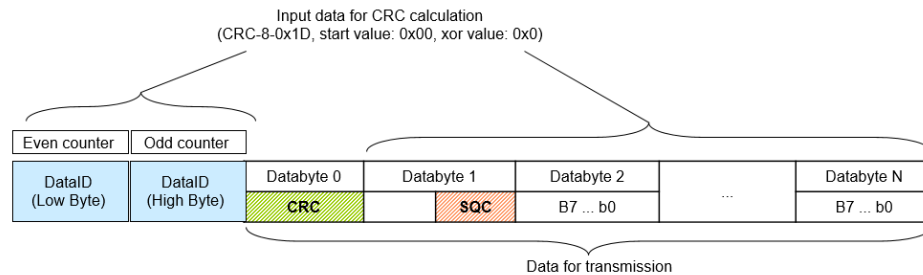 Input data for CRC calculation
(CRC-8-0x1D, start value: 0x00, xor value: 0x0)
Even counter
Odd counter
DataID
(Low Byte)
DataID
(High Byte)
Databyte 0
Databyte 1
Databyte 2
...
Databyte N
CRC
SQC
B7 ... b0
B7 ... b0
Data for transmission